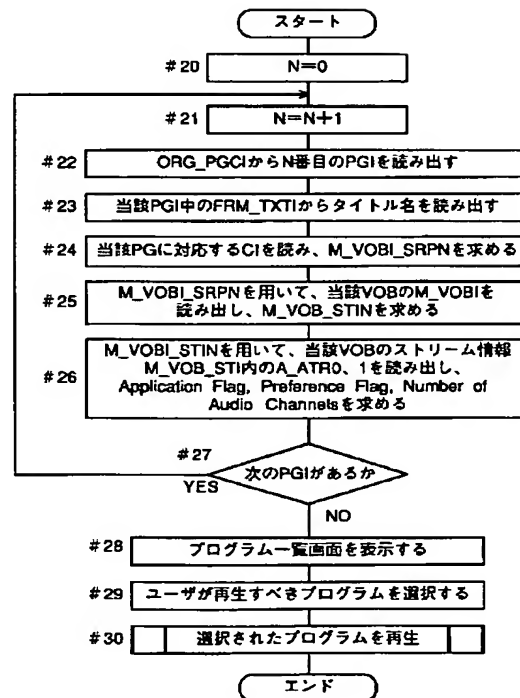 スタート
#20
N=0
#21
N=N+1
#22
ORG_PGCIからN番目のPGIを読み出す
#23
当該PGI中のFRM_TXTIからタイトル名を読み出す
#24
当該PGに対応するCIを読み、M_VOBI_SRPNを求める
#25
M_VOBI_SRPNを用いて、当該VOBのM_VOBIを
読み出し、M_VOB_STINを求める
#26
M_VOBI_STINを用いて、当該VOBのストリーム情報
M_VOB_STI内のA_ATR0、1を読み出し、
Application Flag, Preference Flag, Number of
Audio Channelsを求める
#27
次のPGIがあるか
YES
NO
#28
プログラム一覧画面を表示する
#29
ユーザが再生すべきプログラムを選択する
#30
選択されたプログラムを再生
エンド